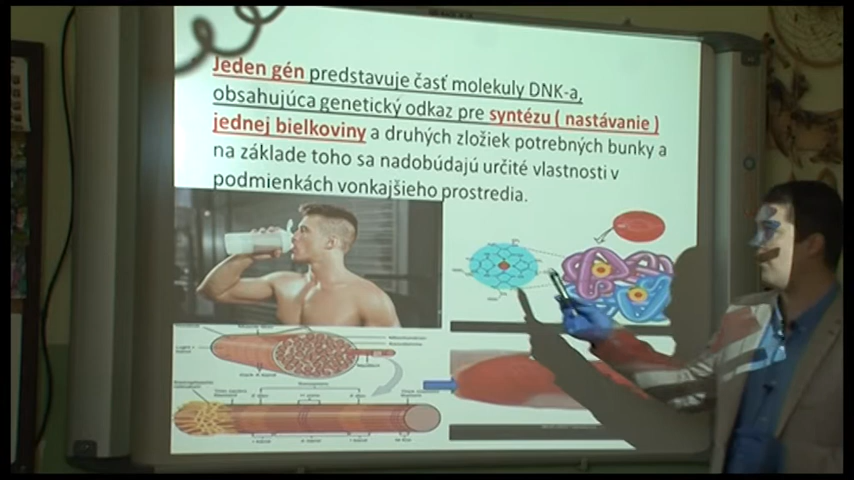 Jeden gén predstavuje časť molekuly DNK-a,
obsahujúca genetický odkaz pre syntézu ( nastávanie )
jednej bielkoviny a druhých zložiek potrebných bunky a
na základe toho sa nadobúdajú určité vlastnosti v
podmienkách vonkajšieho prostredia.